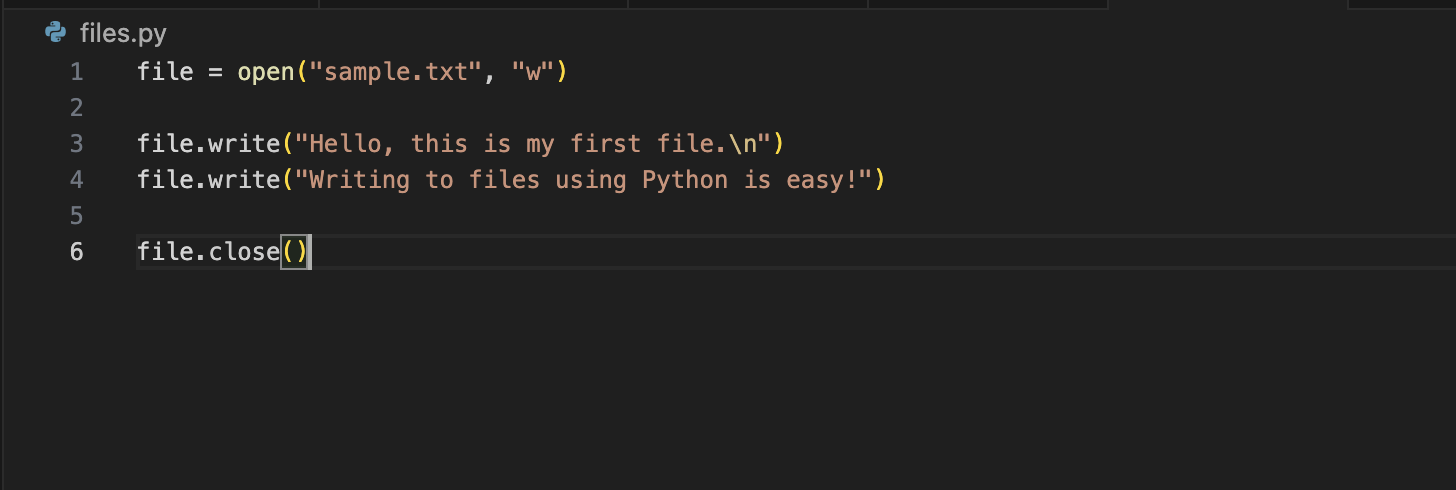 files.py
1 file = open("sample.txt", "w")
2
3 file.write("Hello, this is my first file.\n")
4 file.write("Writing to files using Python is easy!")
5
6 file.close()